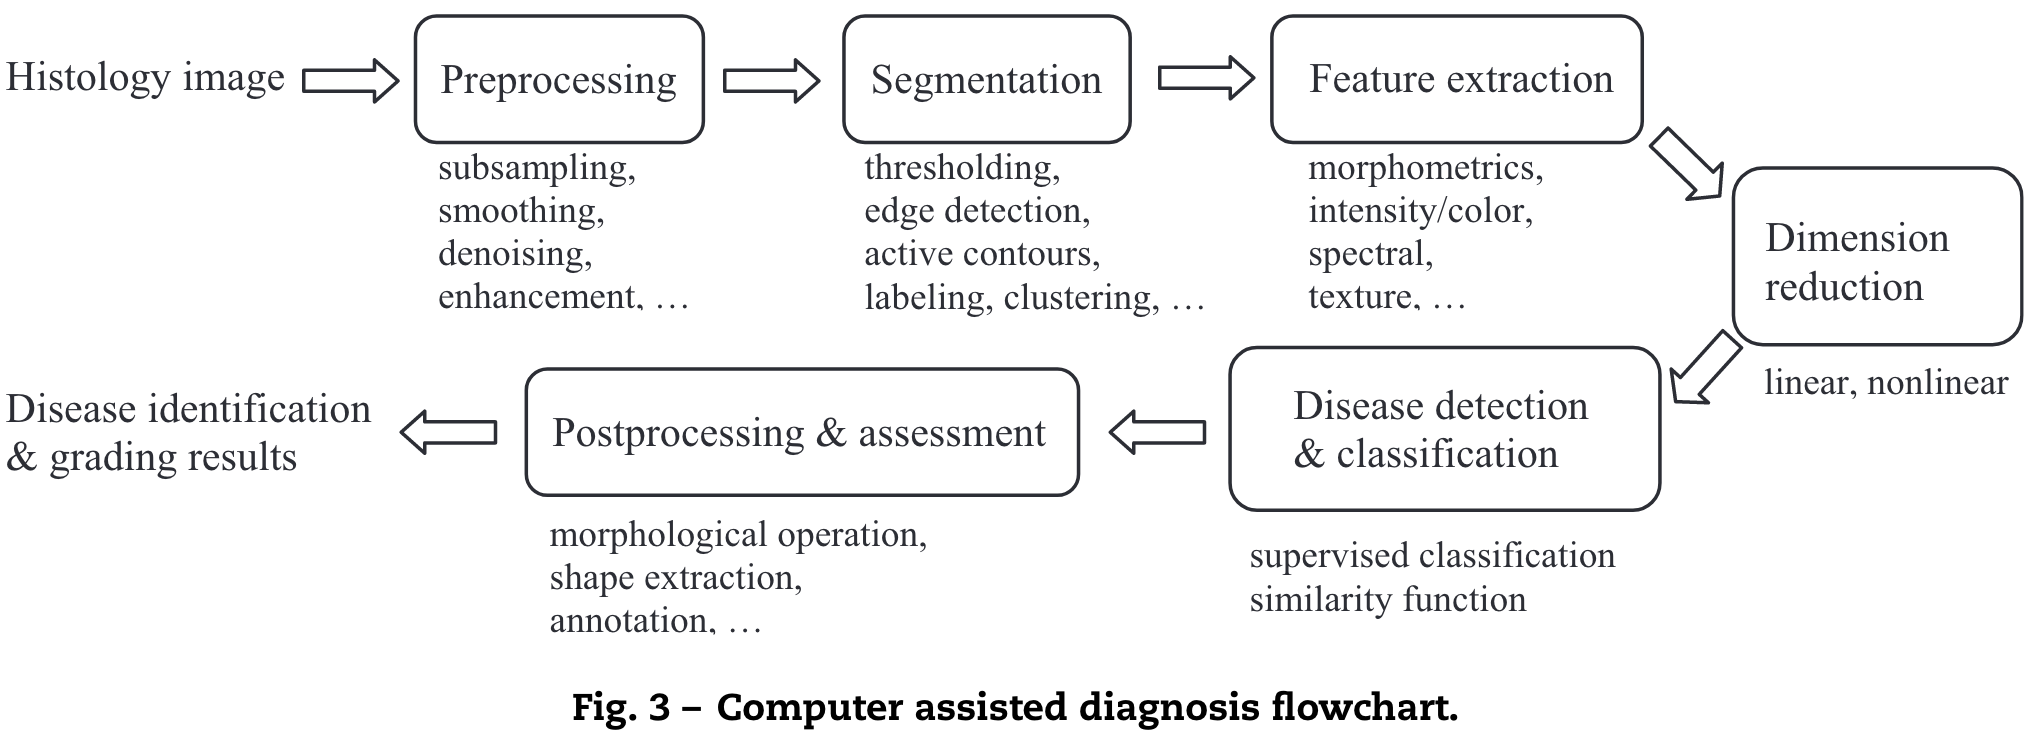 Histology image
Preprocessing
subsampling,
smoothing,
denoising,
enhancement, …
Segmentation
thresholding,
edge detection,
active contours,
labeling, clustering, …
Feature extraction
morphometrics,
intensity/color,
spectral,
texture, …
Dimension
reduction
linear, nonlinear
Disease detection
& classification
supervised classification
similarity function
Postprocessing & assessment
morphological operation,
shape extraction,
annotation, …
Disease identification
& grading results
Fig. 3 – Computer assisted diagnosis flowchart.